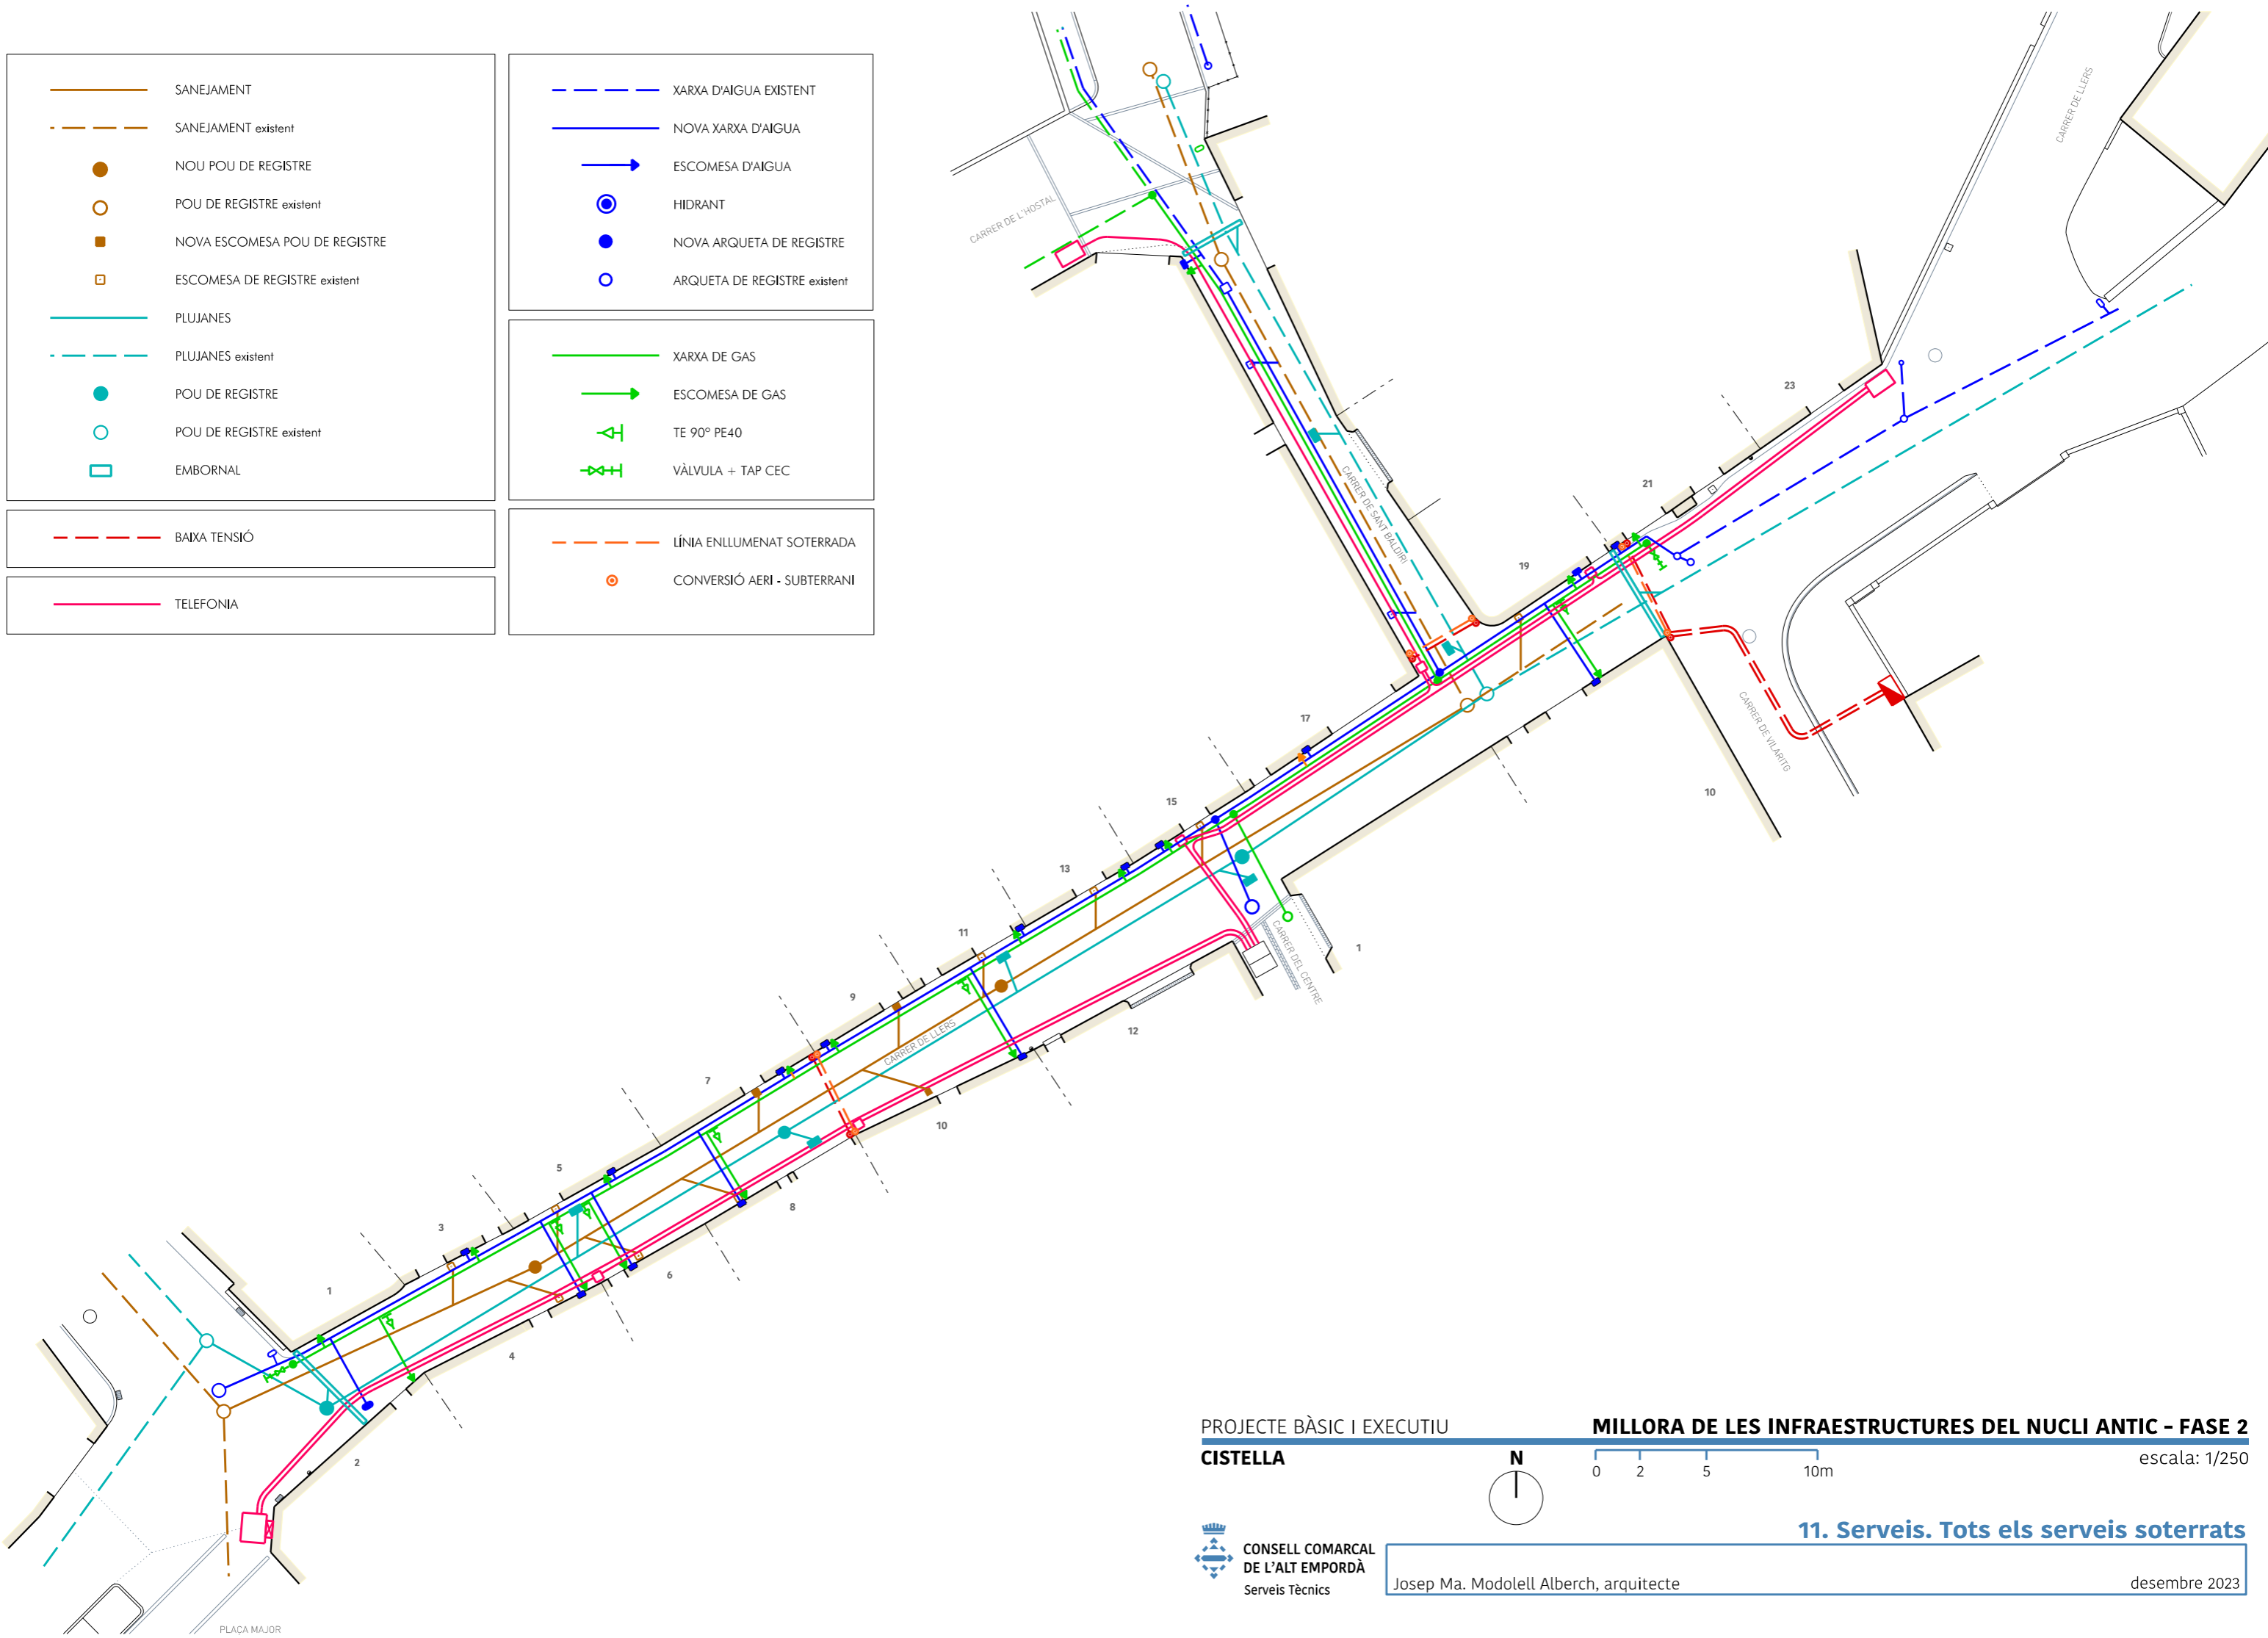 SANEJAMENT
SANEJAMENT existent
NOU POU DE REGISTRE
POU DE REGISTRE existent
NOVA ESCOMESA POU DE REGISTRE
ESCOMESA DE REGISTRE existent
PLUJANES
PLUJANES existent
POU DE REGISTRE
POU DE REGISTRE existent
EMBORNAL
BAIXA TENSIÓ
TELEFONIA
XARXA D'AIGUA EXISTENT
NOVA XARXA D'AIGUA
ESCOMESA D'AIGUA
HIDRANT
NOVA ARQUETA DE REGISTRE
ARQUETA DE REGISTRE existent
XARXA DE GAS
ESCOMESA DE GAS
TE 90º PE40
VÀLVULA + TAP CEC
LÍNIA ENLLUMENAT SOTERRADA
CONVERSIÓ AERI - SUBTERRANI
CARRER DE LLERS
CARRER DE L'HOSTAL
CARRER DE SANT BALDIRI
23
21
19
17
CARRER DE VILARITG
10
15
13
11
9
7
5
3
1
CARRER DEL CENTRE
1
12
CARRER DE LLERS
10
8
6
4
2
PLAÇA MAJOR
PROJECTE BÀSIC I EXECUTIU
MILLORA DE LES INFRAESTRUCTURES DEL NUCLI ANTIC - FASE 2
CISTELLA
N
0 2 5 10m
escala: 1/250
11. Serveis. Tots els serveis soterrats
CONSELL COMARCAL
DE L'ALT EMPORDÀ
Serveis Tècnics
Josep Ma. Modolell Alberch, arquitecte
desembre 2023